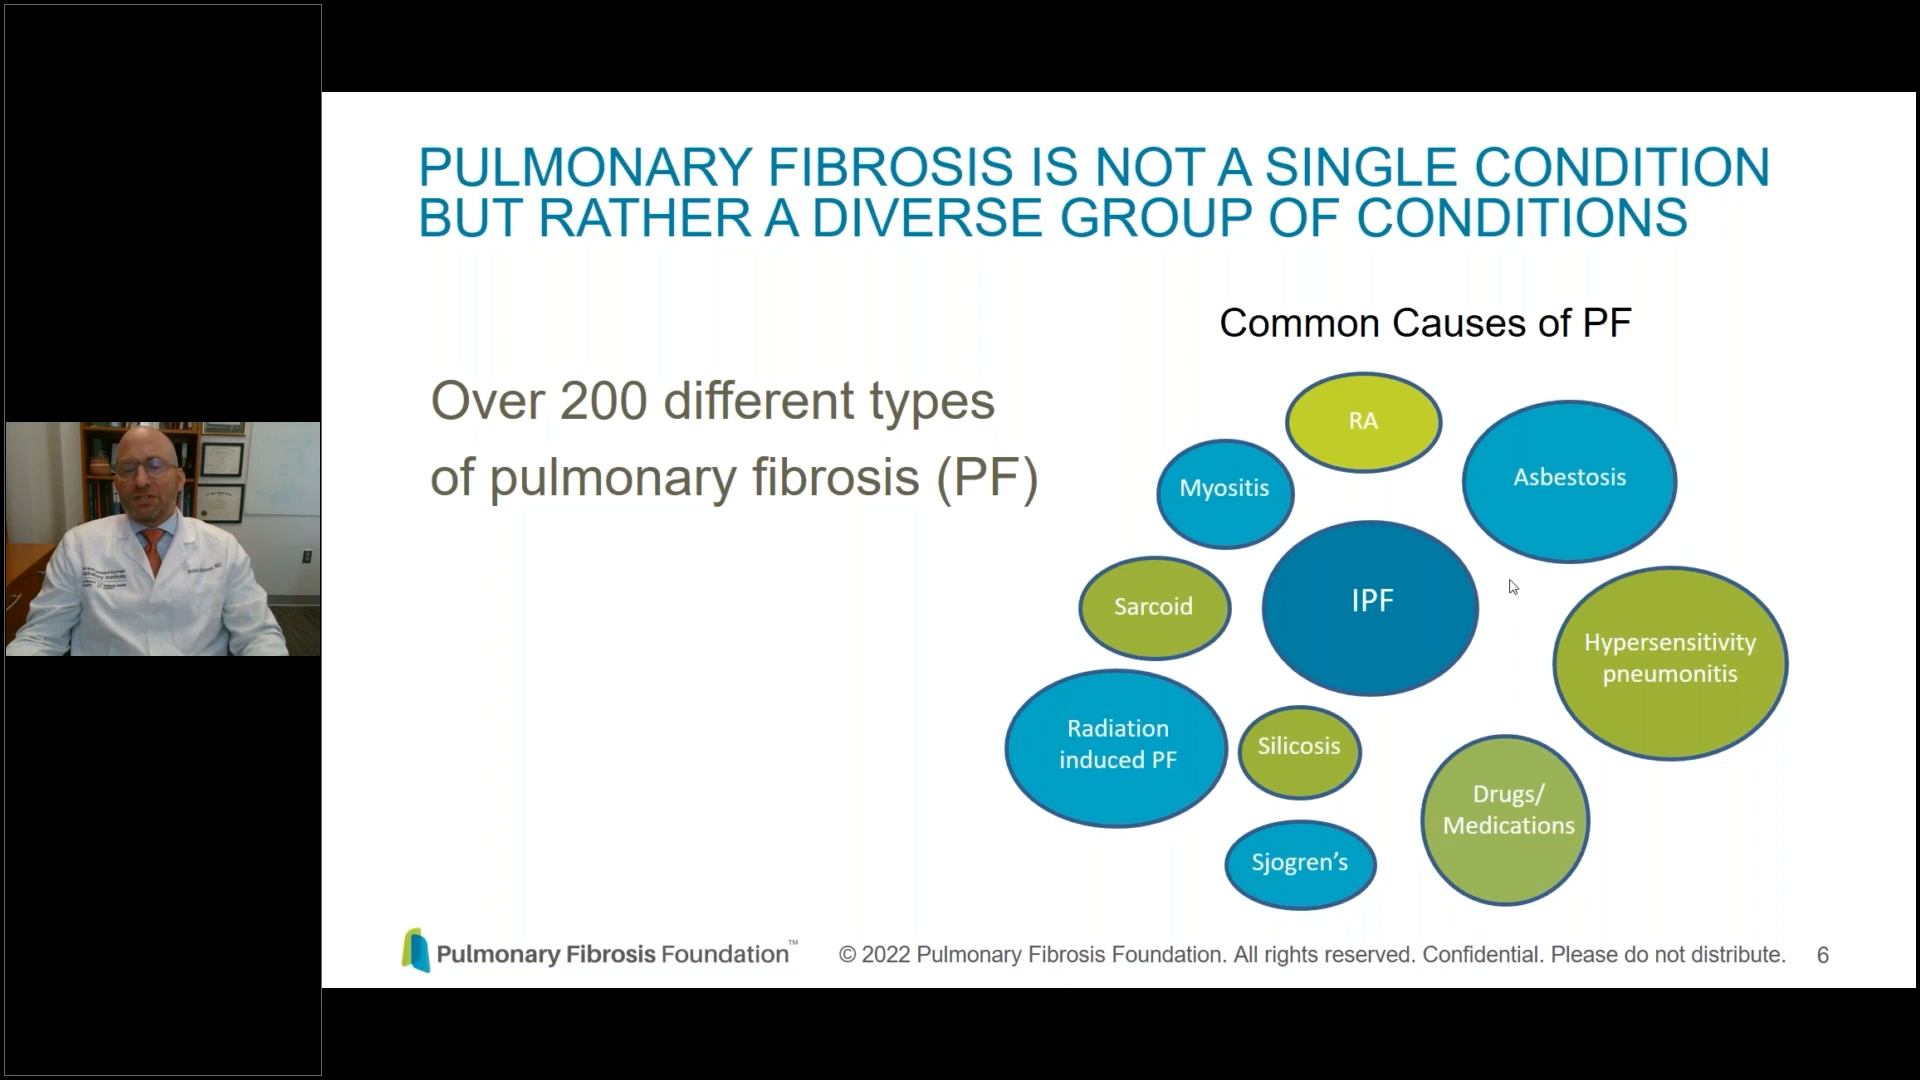 PULMONARY FIBROSIS IS NOT A SINGLE CONDITION
BUT RATHER A DIVERSE GROUP OF CONDITIONS
Over 200 different types
of pulmonary fibrosis (PF)
Common Causes of PF
RA
Myositis
Asbestosis
IPF
Sarcoid
Hypersensitivity
pneumonitis
Radiation
induced PF
Silicosis
Drugs/
Medications
Sjogren’s
Pulmonary Fibrosis Foundation™
© 2022 Pulmonary Fibrosis Foundation. All rights reserved. Confidential. Please do not distribute.
6